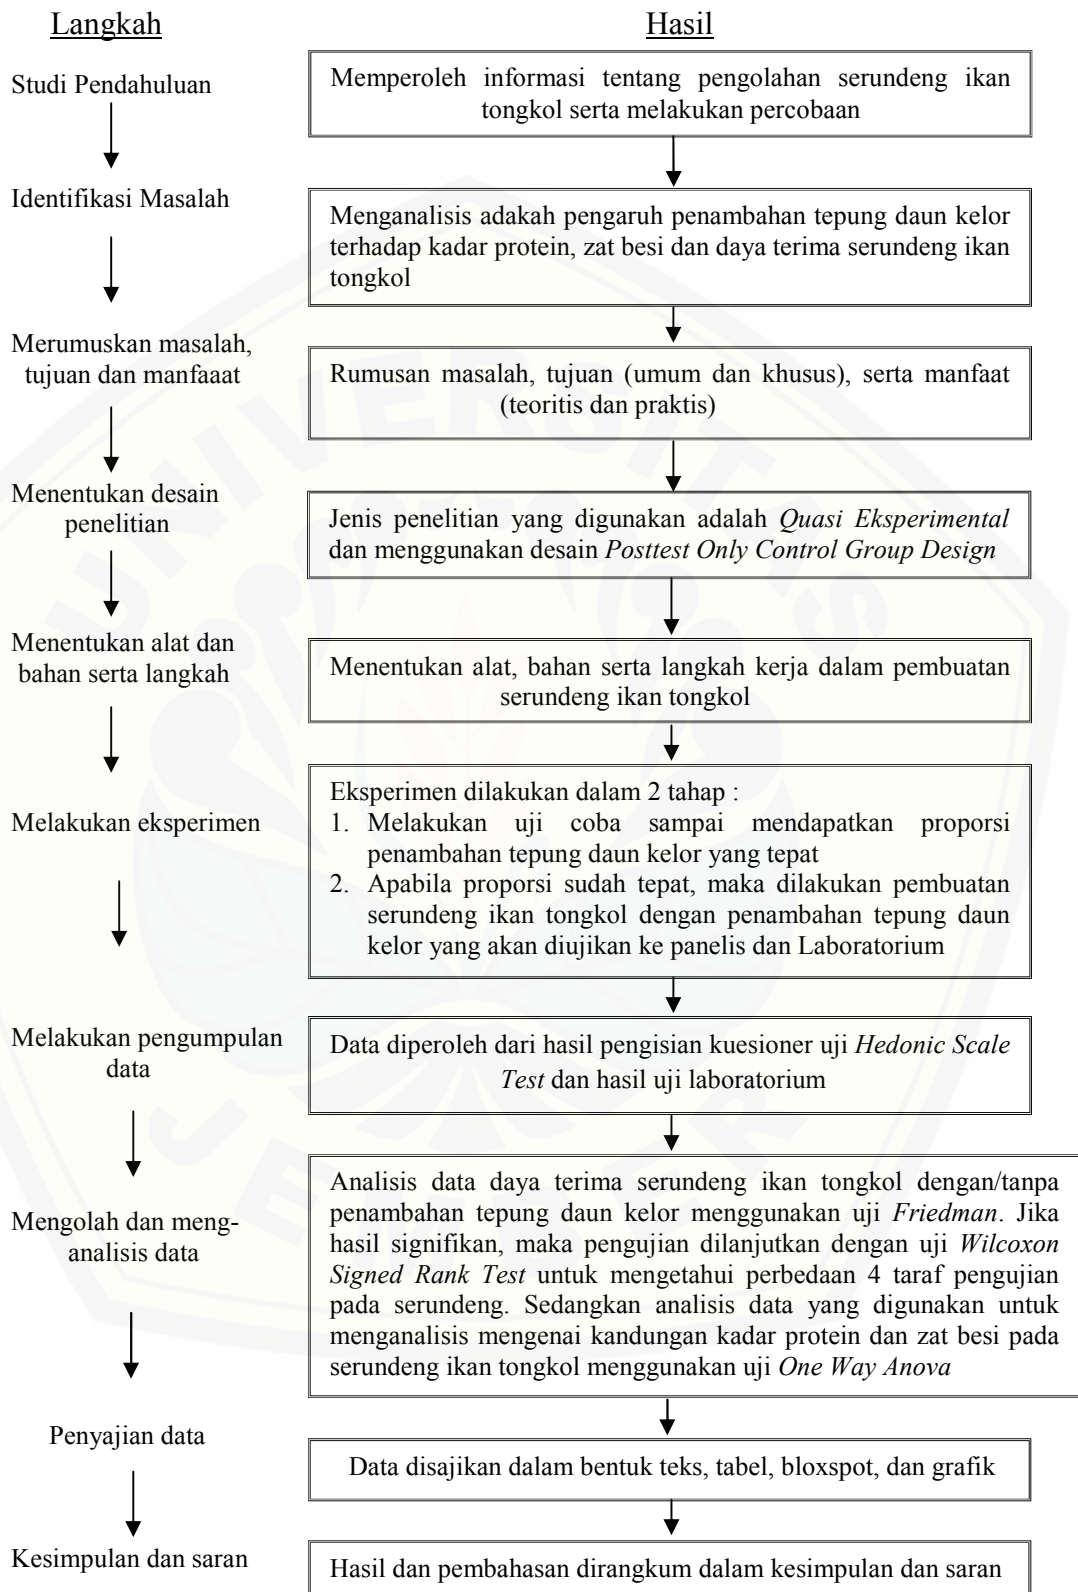 Langkah
Hasil
Studi Pendahuluan
Memperoleh informasi tentang pengolahan serundeng ikan
tongkol serta melakukan percobaan
Identifikasi Masalah
Menganalisis adakah pengaruh penambahan tepung daun kelor
terhadap kadar protein, zat besi dan daya terima serundeng ikan
tongkol
Merumuskan masalah,
tujuan dan manfaaat
Rumusan masalah, tujuan (umum dan khusus), serta manfaat
(teoritis dan praktis)
Menentukan desain
penelitian
Jenis penelitian yang digunakan adalah Quasi Eksperimental
dan menggunakan desain Posttest Only Control Group Design
Menentukan alat dan
bahan serta langkah
Menentukan alat, bahan serta langkah kerja dalam pembuatan
serundeng ikan tongkol
Melakukan eksperimen
Eksperimen dilakukan dalam 2 tahap :
1. Melakukan uji coba sampai mendapatkan proporsi
penambahan tepung daun kelor yang tepat
2. Apabila proporsi sudah tepat, maka dilakukan pembuatan
serundeng ikan tongkol dengan penambahan tepung daun
kelor yang akan diujikan ke panelis dan Laboratorium
Melakukan pengumpulan
data
Data diperoleh dari hasil pengisian kuesioner uji Hedonic Scale
Test dan hasil uji laboratorium
Mengolah dan meng-
analisis data
Analisis data daya terima serundeng ikan tongkol dengan/tanpa
penambahan tepung daun kelor menggunakan uji Friedman. Jika
hasil signifikan, maka pengujian dilanjutkan dengan uji Wilcoxon
Signed Rank Test untuk mengetahui perbedaan 4 taraf pengujian
pada serundeng. Sedangkan analisis data yang digunakan untuk
menganalisis mengenai kandungan kadar protein dan zat besi pada
serundeng ikan tongkol menggunakan uji One Way Anova
Penyajian data
Data disajikan dalam bentuk teks, tabel, bloxspot, dan grafik
Kesimpulan dan saran
Hasil dan pembahasan dirangkum dalam kesimpulan dan saran
UNIVERSITAS
JEMBER